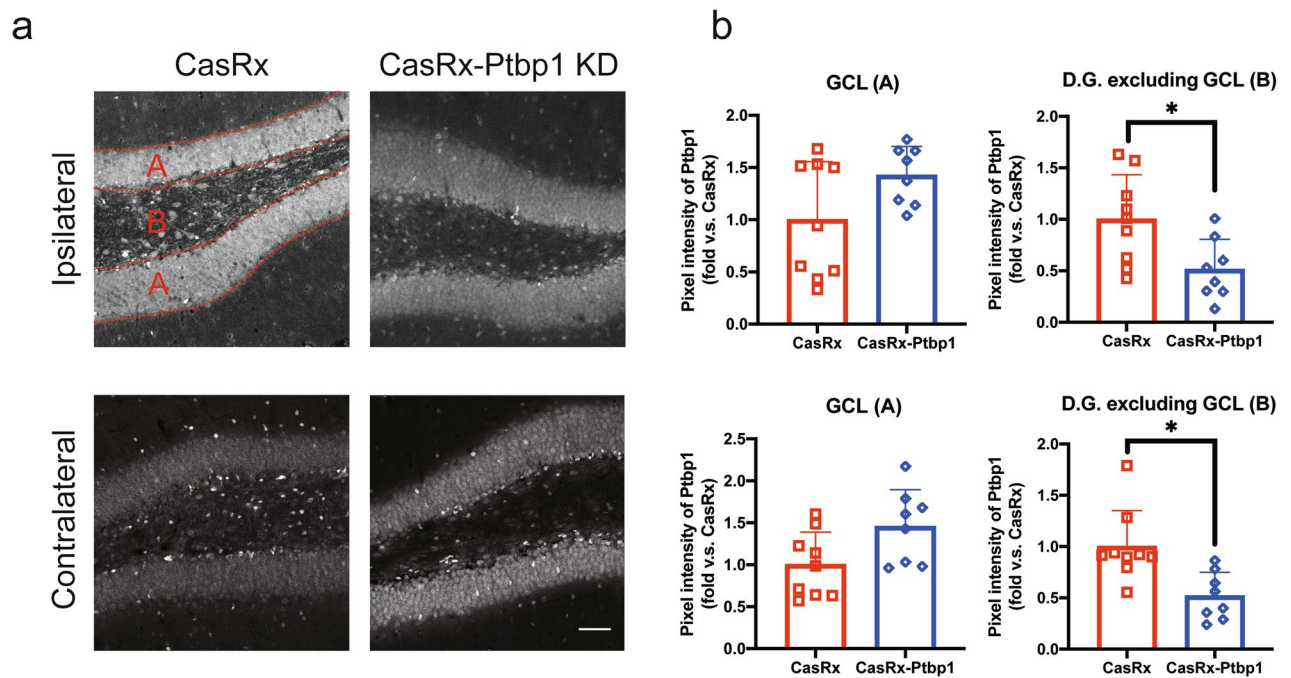 a
CasRx
CasRx-Ptbp1 KD
Ipsilateral
A
B
A
Contralateral
b
GCL (A)
Pixel intensity of Ptbp1
(fold v.s. CasRx)
2.0
1.5
1.0
0.5
0.0
CasRx
CasRx-Ptbp1
D.G. excluding GCL (B)
*
Pixel intensity of Ptbp1
(fold v.s. CasRx)
2.0
1.5
1.0
0.5
0.0
CasRx
CasRx-Ptbp1
GCL (A)
Pixel intensity of Ptbp1
(fold v.s. CasRx)
2.5
2.0
1.5
1.0
0.5
0.0
CasRx
CasRx-Ptbp1
D.G. excluding GCL (B)
*
Pixel intensity of Ptbp1
(fold v.s. CasRx)
2.0
1.5
1.0
0.5
0.0
CasRx
CasRx-Ptbp1